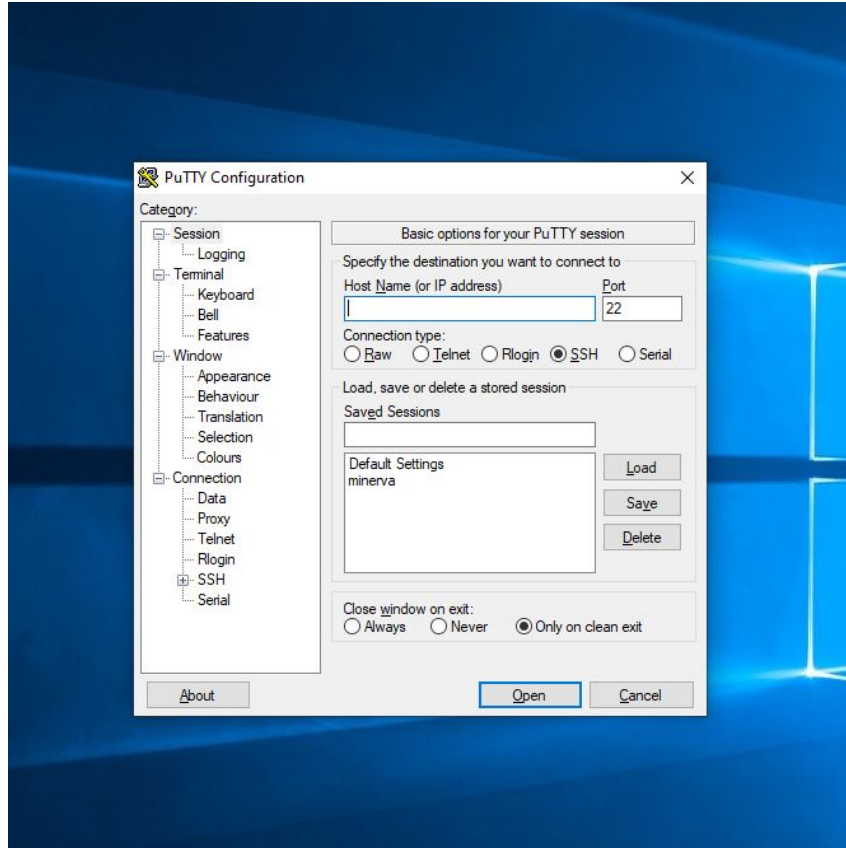 PuTTY Configuration
Category:
Session
Logging
Terminal
Keyboard
Bell
Features
Window
Appearance
Behaviour
Translation
Selection
Colours
Connection
Data
Proxy
Telnet
Rlogin
SSH
Serial
Basic options for your PuTTY session
Specify the destination you want to connect to
Host Name (or IP address) Port
22
Connection type:
Raw Telnet Rlogin SSH Serial
Load, save or delete a stored session
Saved Sessions
Default Settings
minerva
Load
Save
Delete
Close window on exit:
Always Never Only on clean exit
About Open Cancel